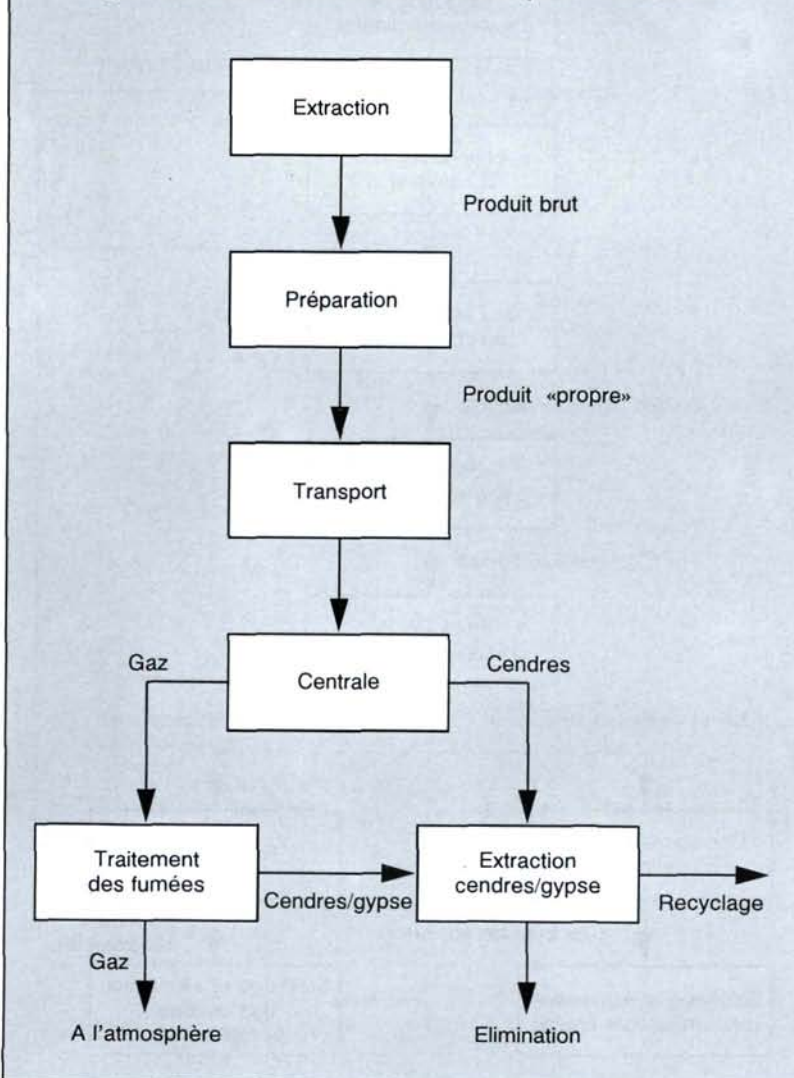 Extraction
Produit brut
Préparation
Produit «propre»
Transport
Gaz
Cendres
Centrale
Traitement
des fumées
Cendres/gypse
Extraction
cendres/gypse
Recyclage
Gaz
A l'atmosphère
Elimination